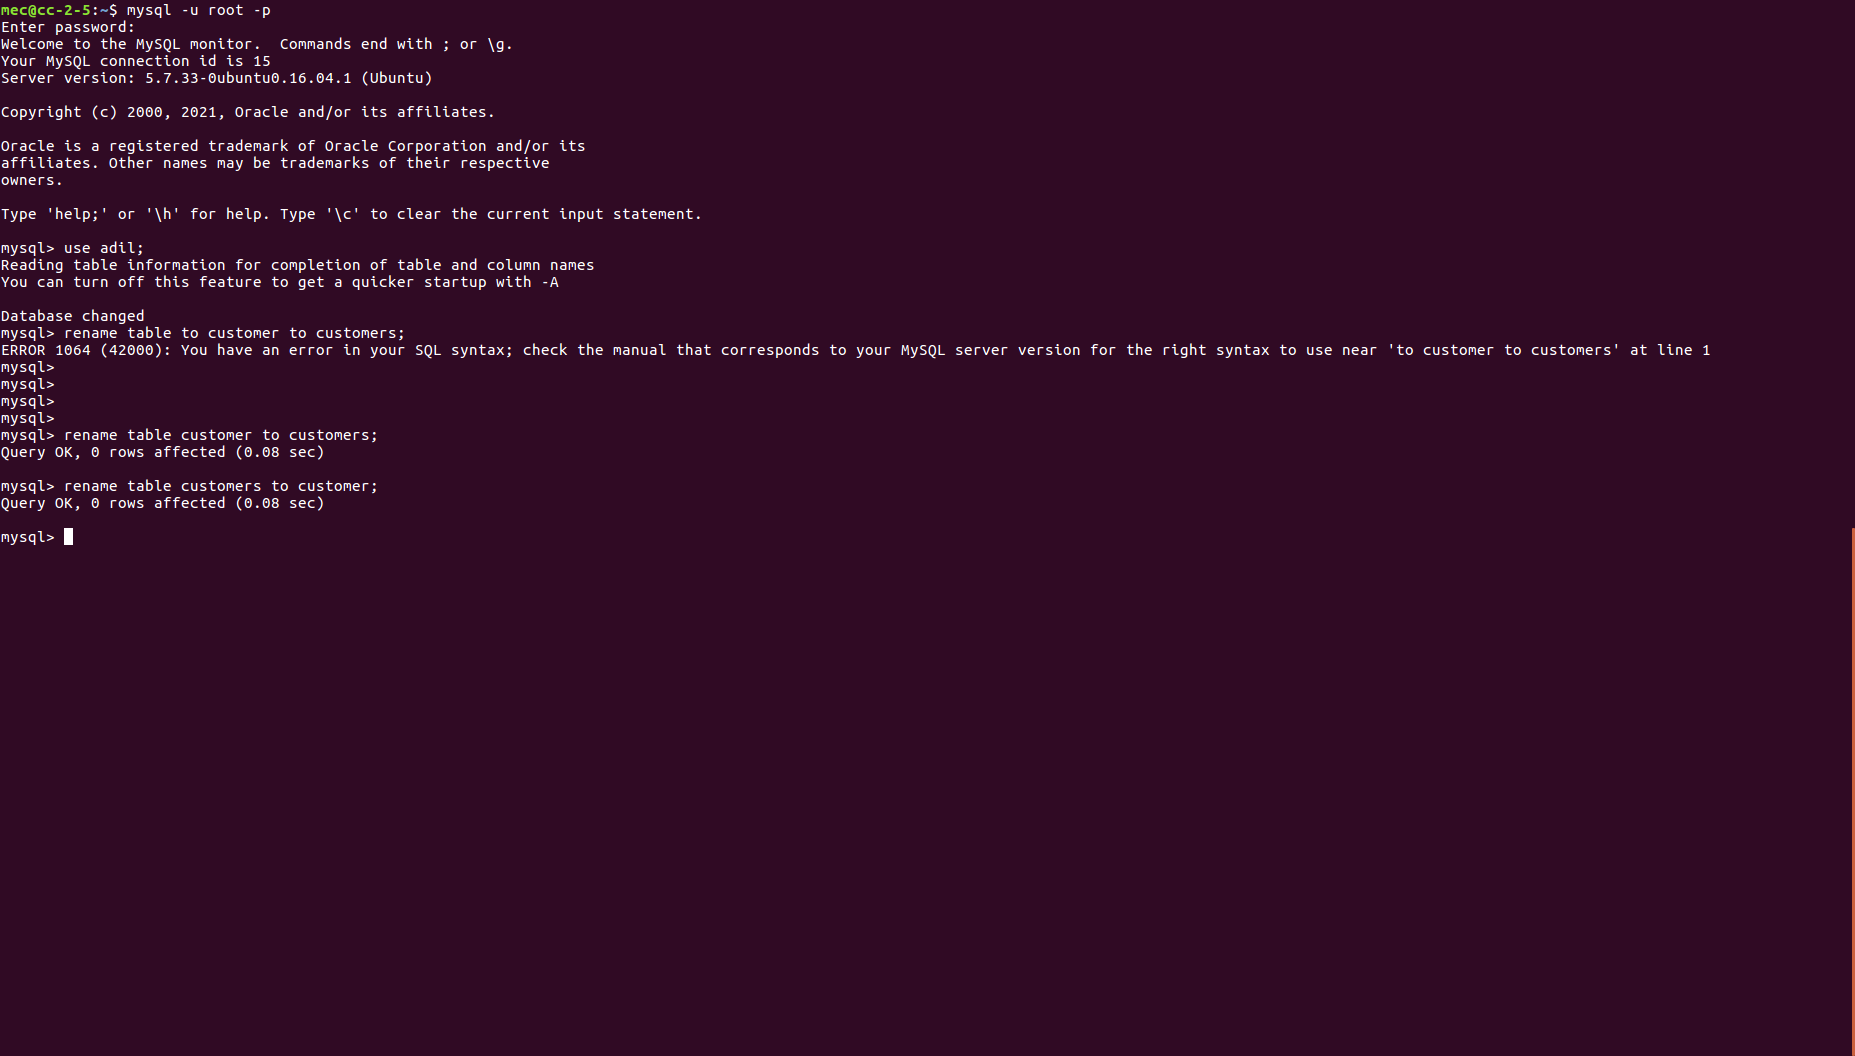 mec@cc-2-5:~$ mysql -u root -p
Enter password:
Welcome to the MySQL monitor.  Commands end with ; or \g.
Your MySQL connection id is 15
Server version: 5.7.33-0ubuntu0.16.04.1 (Ubuntu)
Copyright (c) 2000, 2021, Oracle and/or its affiliates.
Oracle is a registered trademark of Oracle Corporation and/or its
affiliates. Other names may be trademarks of their respective
owners.
Type 'help;' or '\h' for help. Type '\c' to clear the current input statement.
mysql> use adil;
Reading table information for completion of table and column names
You can turn off this feature to get a quicker startup with -A
Database changed
mysql> rename table to customer to customers;
ERROR 1064 (42000): You have an error in your SQL syntax; check the manual that corresponds to your MySQL server version for the right syntax to use near 'to customer to customers' at line 1
mysql>
mysql>
mysql>
mysql>
mysql> rename table customer to customers;
Query OK, 0 rows affected (0.08 sec)
mysql> rename table customers to customer;
Query OK, 0 rows affected (0.08 sec)
mysql>